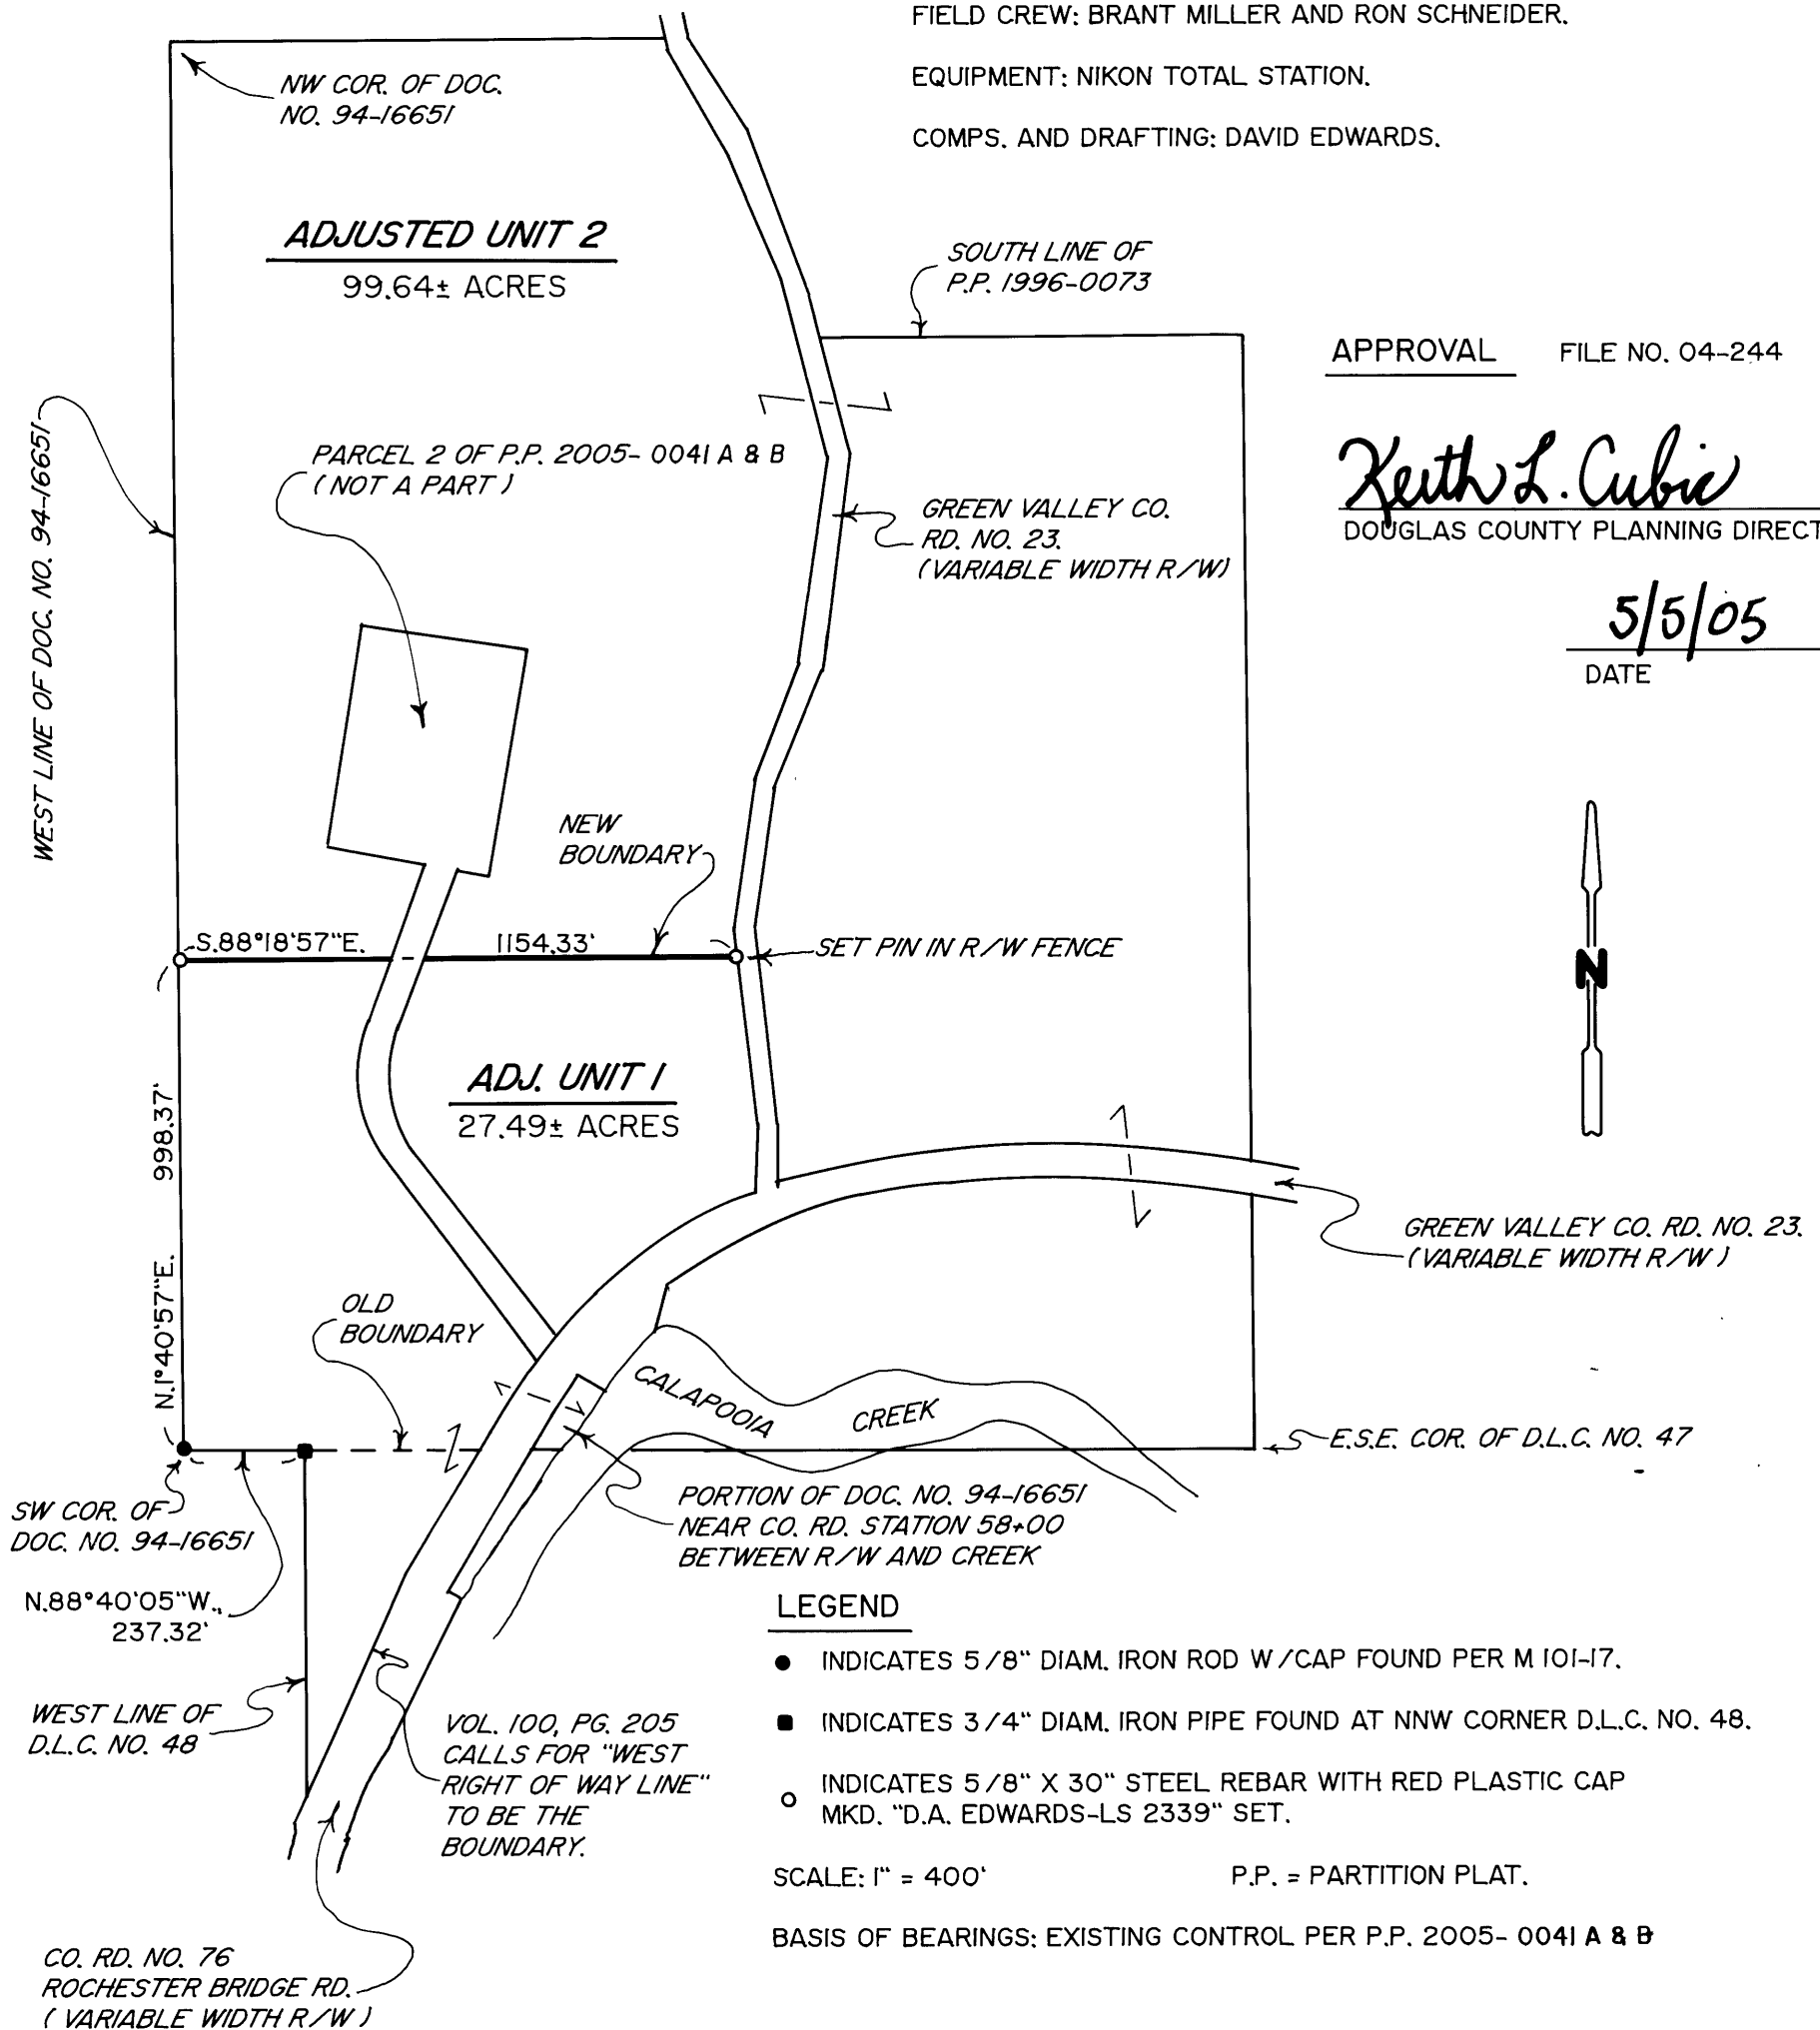 FIELD CREW: BRANT MILLER AND RON SCHNEIDER.
EQUIPMENT: NIKON TOTAL STATION.
COMPS. AND DRAFTING: DAVID EDWARDS.
NW COR. OF DOC.
NO. 94-16651
ADJUSTED UNIT 2
99.64± ACRES
SOUTH LINE OF
P.P. 1996-0073
APPROVAL FILE NO. 04-244
Keith L. Cubic
DOUGLAS COUNTY PLANNING DIRECT
5/5/05
DATE
WEST LINE OF DOC. NO. 94-16651
PARCEL 2 OF P.P. 2005- 0041 A & B
(NOT A PART)
GREEN VALLEY CO.
RD. NO. 23.
(VARIABLE WIDTH R/W)
NEW
BOUNDARY
S.88°18'57"E. 1154.33'
SET PIN IN R/W FENCE
N
ADJ. UNIT 1
27.49± ACRES
N.1°40'57"E. 998.37'
GREEN VALLEY CO. RD. NO. 23.
(VARIABLE WIDTH R/W)
OLD
BOUNDARY
CALAPOOIA CREEK
E.S.E. COR. OF D.L.C. NO. 47
SW COR. OF
DOC. NO. 94-16651
N.88°40'05"W.,
237.32'
PORTION OF DOC. NO. 94-16651
NEAR CO. RD. STATION 58+00
BETWEEN R/W AND CREEK
WEST LINE OF
D.L.C. NO. 48
VOL. 100, PG. 205
CALLS FOR "WEST
RIGHT OF WAY LINE"
TO BE THE
BOUNDARY.
CO. RD. NO. 76
ROCHESTER BRIDGE RD.
(VARIABLE WIDTH R/W)
LEGEND
INDICATES 5/8" DIAM. IRON ROD W/CAP FOUND PER M 101-17.
INDICATES 3/4" DIAM. IRON PIPE FOUND AT NNW CORNER D.L.C. NO. 48.
INDICATES 5/8" X 30" STEEL REBAR WITH RED PLASTIC CAP
MKD. "D.A. EDWARDS-LS 2339" SET.
SCALE: 1" = 400' P.P. = PARTITION PLAT.
BASIS OF BEARINGS: EXISTING CONTROL PER P.P. 2005- 0041 A & B